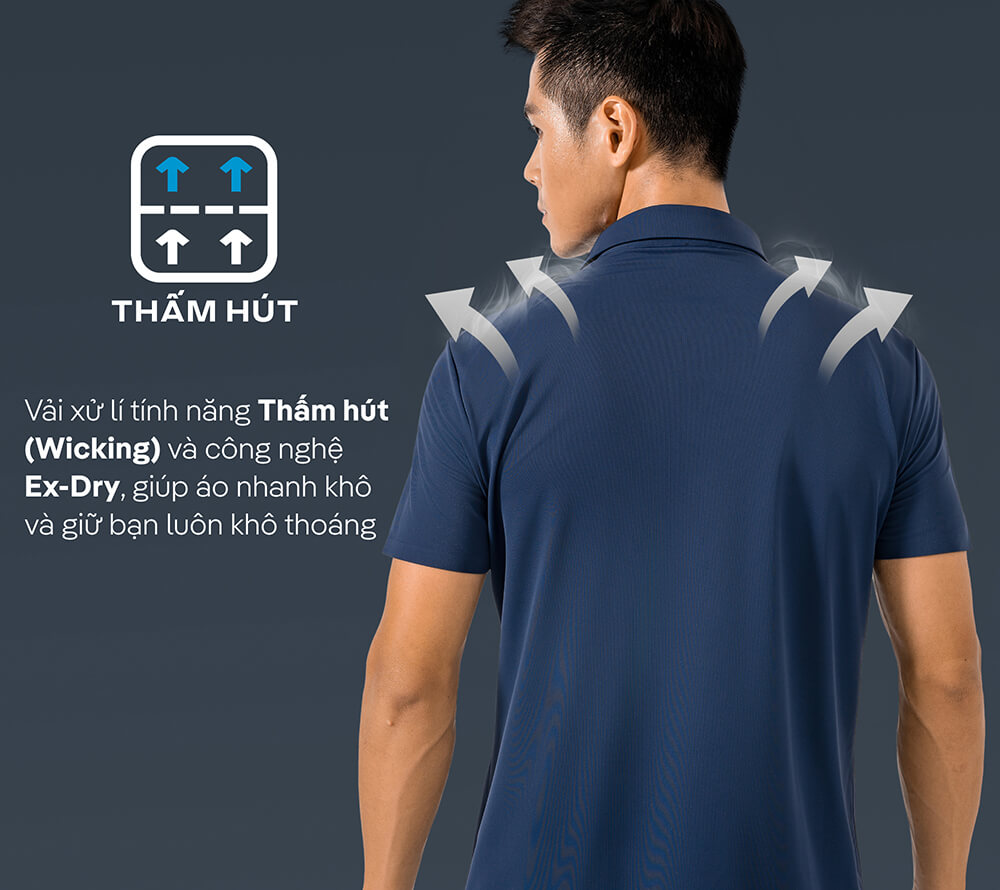 THẤM HÚT
Vải xử lí tính năng Thấm hút
(Wicking) và công nghệ
Ex-Dry, giúp áo nhanh khô
và giữ bạn luôn khô thoáng